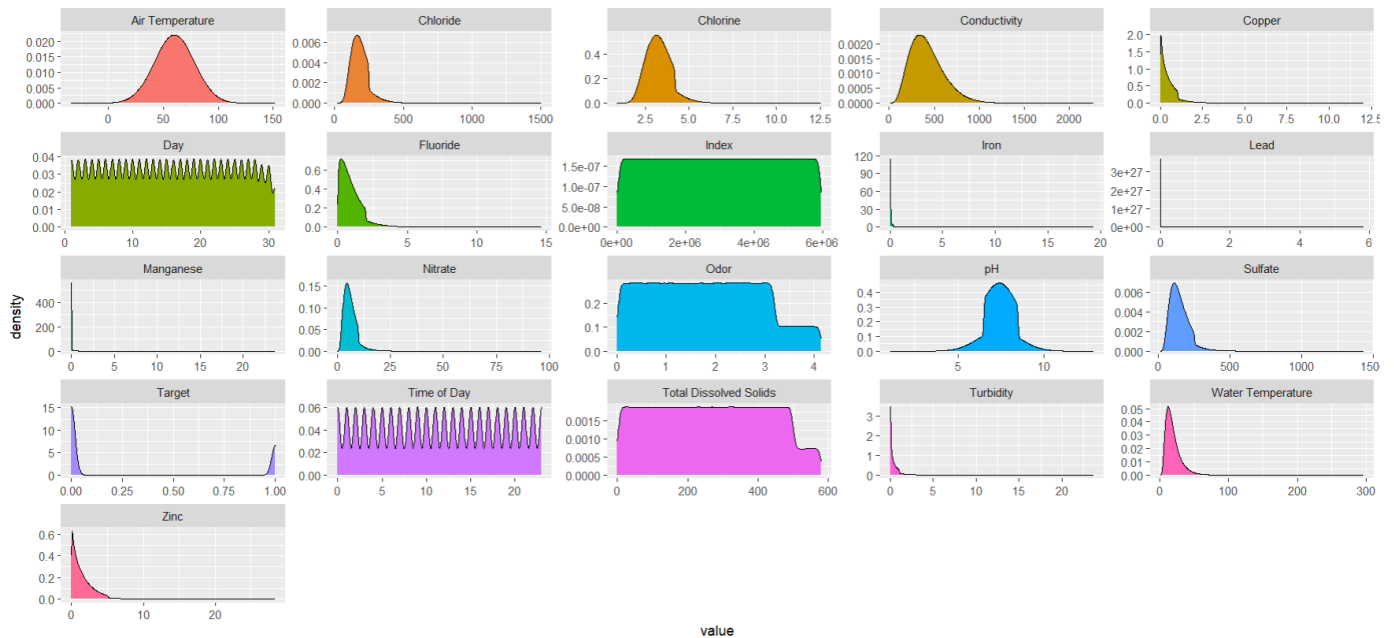 Air Temperature Chloride Chlorine Conductivity Copper
0.020 0.015 0.010 0.005 0.000
0 50 100 150
0.006 0.004 0.002 0.000
0 500 1000 1500
0.4 0.2 0.0
2.5 5.0 7.5 10.0 12.5
0.0020 0.0015 0.0010 0.0005 0.0000
0 500 1000 1500 2000
2.0 1.5 1.0 0.5 0.0
0.0 2.5 5.0 7.5 10.0 12.5
Day Fluoride Index Iron Lead
0.04 0.03 0.02 0.01 0.00
0 10 20 30
0.6 0.4 0.2 0.0
0 5 10 15
1.5e-07 1.0e-07 5.0e-08 0.0e+00
0e+00 2e+06 4e+06 6e+06
120 90 60 30 0
0 5 10 15 20
3e+27 2e+27 1e+27 0e+00
0 2 4 6
Manganese Nitrate Odor pH Sulfate
density
400 200 0
0 5 10 15 20
0.15 0.10 0.05 0.00
0 25 50 75 100
0.2 0.1 0.0
0 1 2 3 4
0.4 0.3 0.2 0.1 0.0
5 10
0.006 0.004 0.002 0.000
0 500 1000 1500
Target Time of Day Total Dissolved Solids Turbidity Water Temperature
15 10 5 0
0.00 0.25 0.50 0.75 1.00
0.06 0.04 0.02 0.00
0 5 10 15 20
0.0015 0.0010 0.0005 0.0000
0 200 400 600
3 2 1 0
0 5 10 15 20
0.05 0.04 0.03 0.02 0.01 0.00
0 100 200 300
Zinc
0.6 0.4 0.2 0.0
0 10 20
value